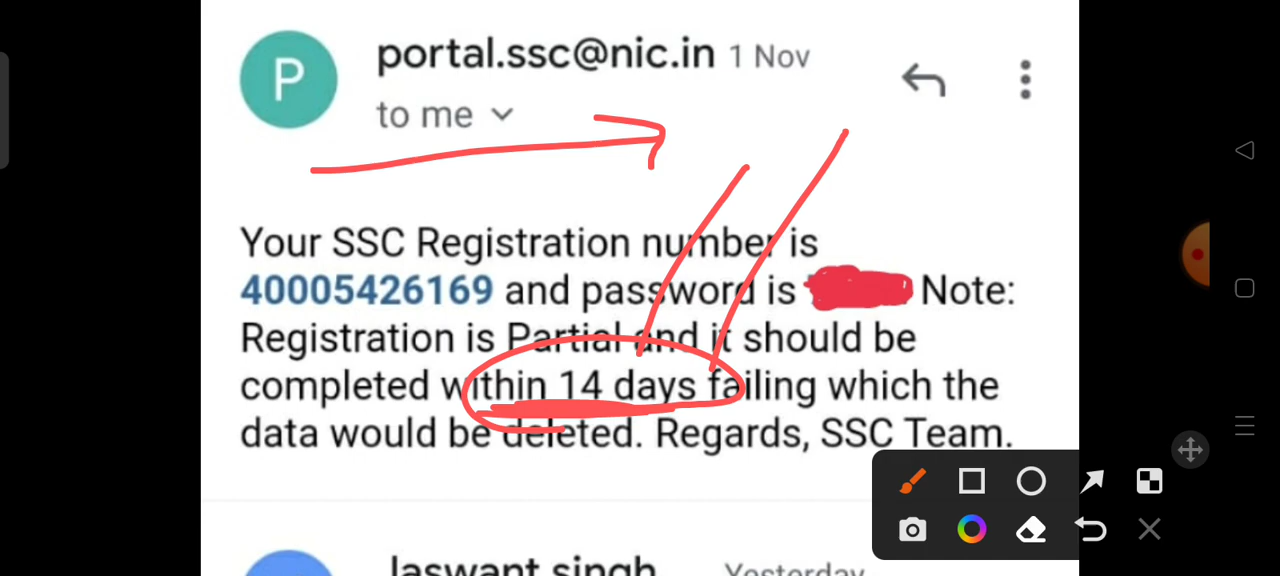 P
portal.ssc@nic.in 1 Nov
to me
Your SSC Registration number is
40005426169 and password is Note:
Registration is Partial and it should be
completed within 14 days failing which the
data would be deleted. Regards, SSC Team.
laswant singh Yesterday